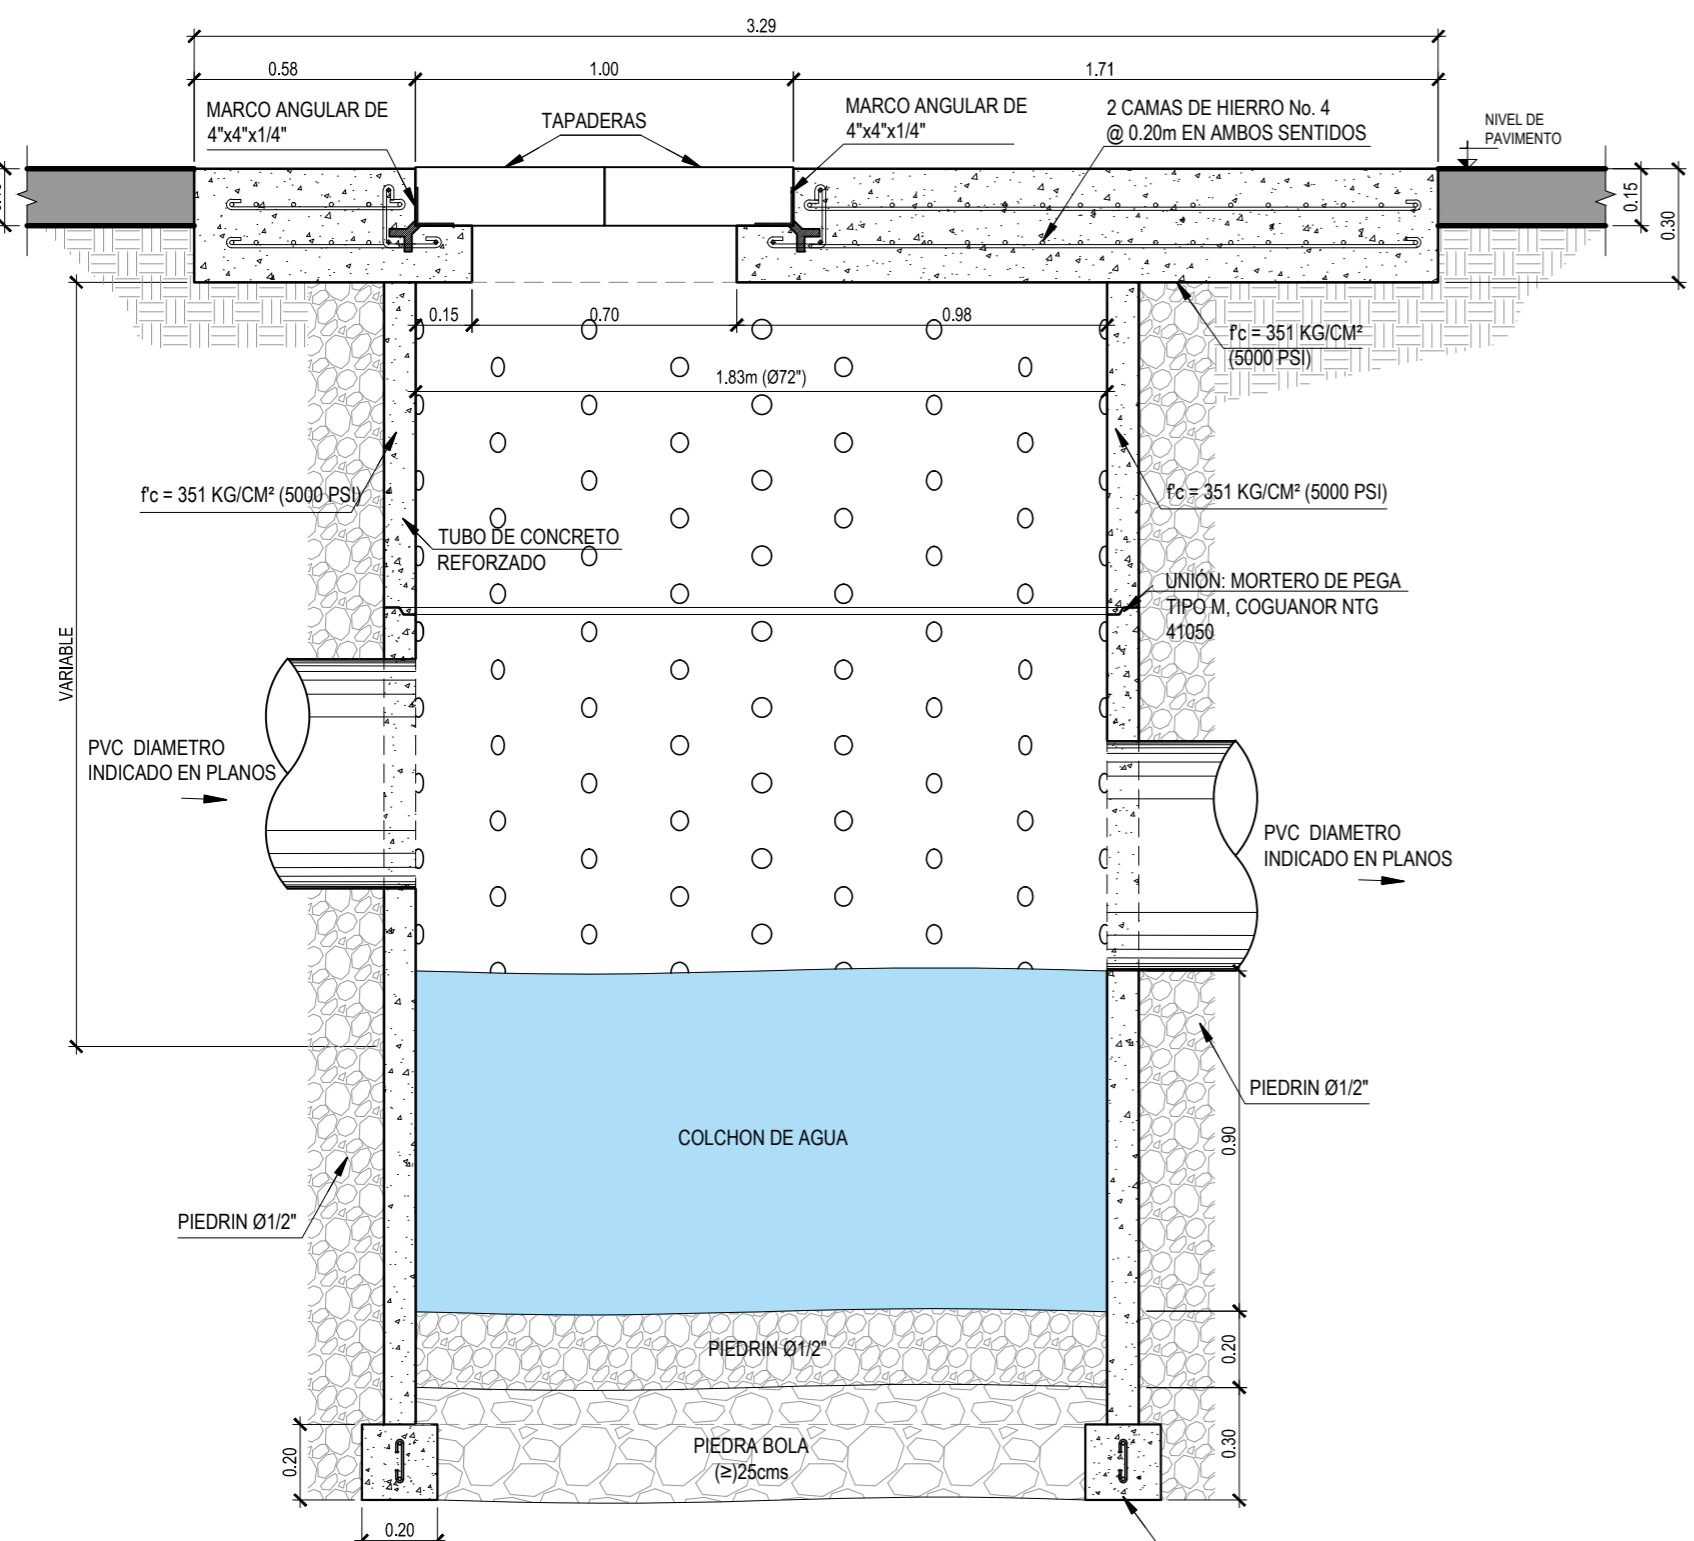 3.29
0.58
1.00
1.71
MARCO ANGULAR DE
4"x4"x1/4"
TAPADERAS
MARCO ANGULAR DE
4"x4"x1/4"
2 CAMAS DE HIERRO No. 4
@ 0.20m EN AMBOS SENTIDOS
NIVEL DE
PAVIMENTO
0.15
0.30
0.15
0.70
0.98
f'c = 351 KG/CM²
(5000 PSI)
1.83m (Ø72")
f'c = 351 KG/CM² (5000 PSI)
f'c = 351 KG/CM² (5000 PSI)
TUBO DE CONCRETO
REFORZADO
UNIÓN: MORTERO DE PEGA
TIPO M, COGUANOR NTG
41050
VARIABLE
PVC DIAMETRO
INDICADO EN PLANOS
PVC DIAMETRO
INDICADO EN PLANOS
PIEDRIN Ø1/2"
COLCHON DE AGUA
0.90
PIEDRIN Ø1/2"
PIEDRIN Ø1/2"
0.20
PIEDRA BOLA
(≥)25cms
0.30
0.20
0.20